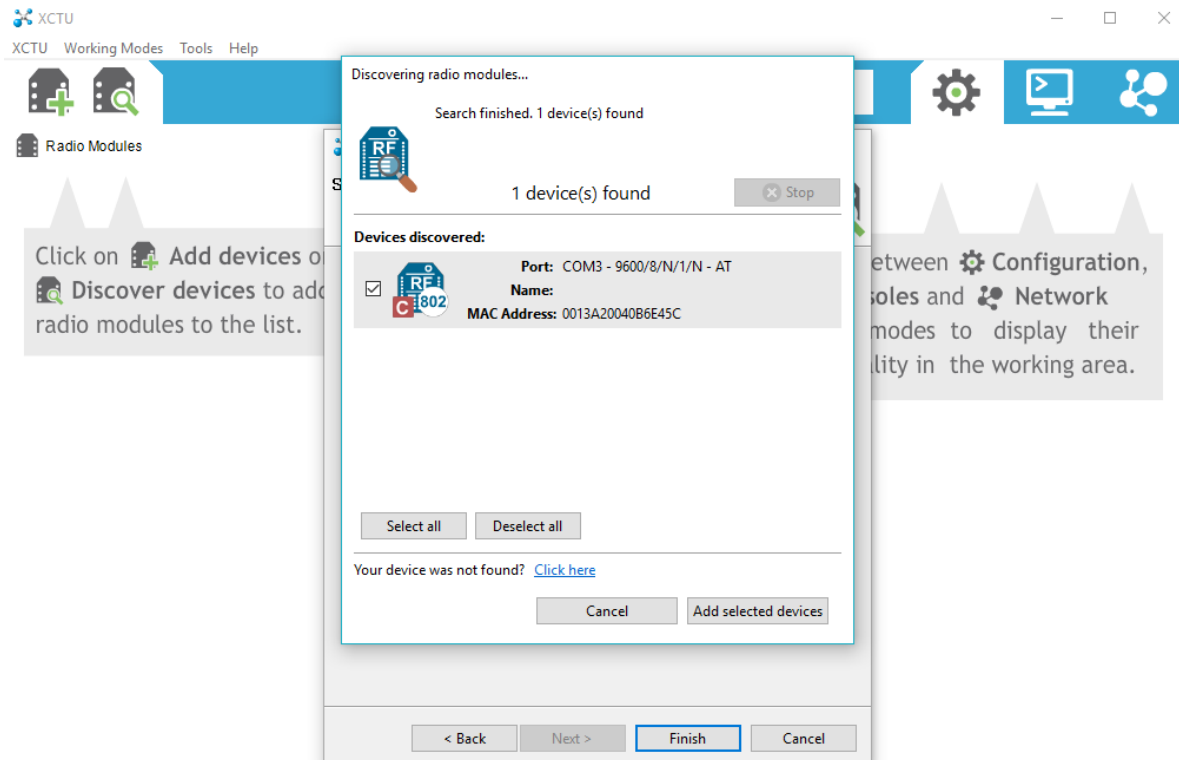 XCTU
XCTU Working Modes Tools Help
Discovering radio modules...
Search finished. 1 device(s) found
RF
1 device(s) found
Stop
Radio Modules
S
Devices discovered:
Port: COM3 - 9600/8/N/1/N - AT
Name:
MAC Address: 0013A20040B6E45C
RF
C 802
Click on Add devices o
Discover devices to add
radio modules to the list.
etween Configuration,
soles and Network
modes to display their
lity in the working area.
Select all Deselect all
Your device was not found? Click here
Cancel Add selected devices
< Back Next > Finish Cancel